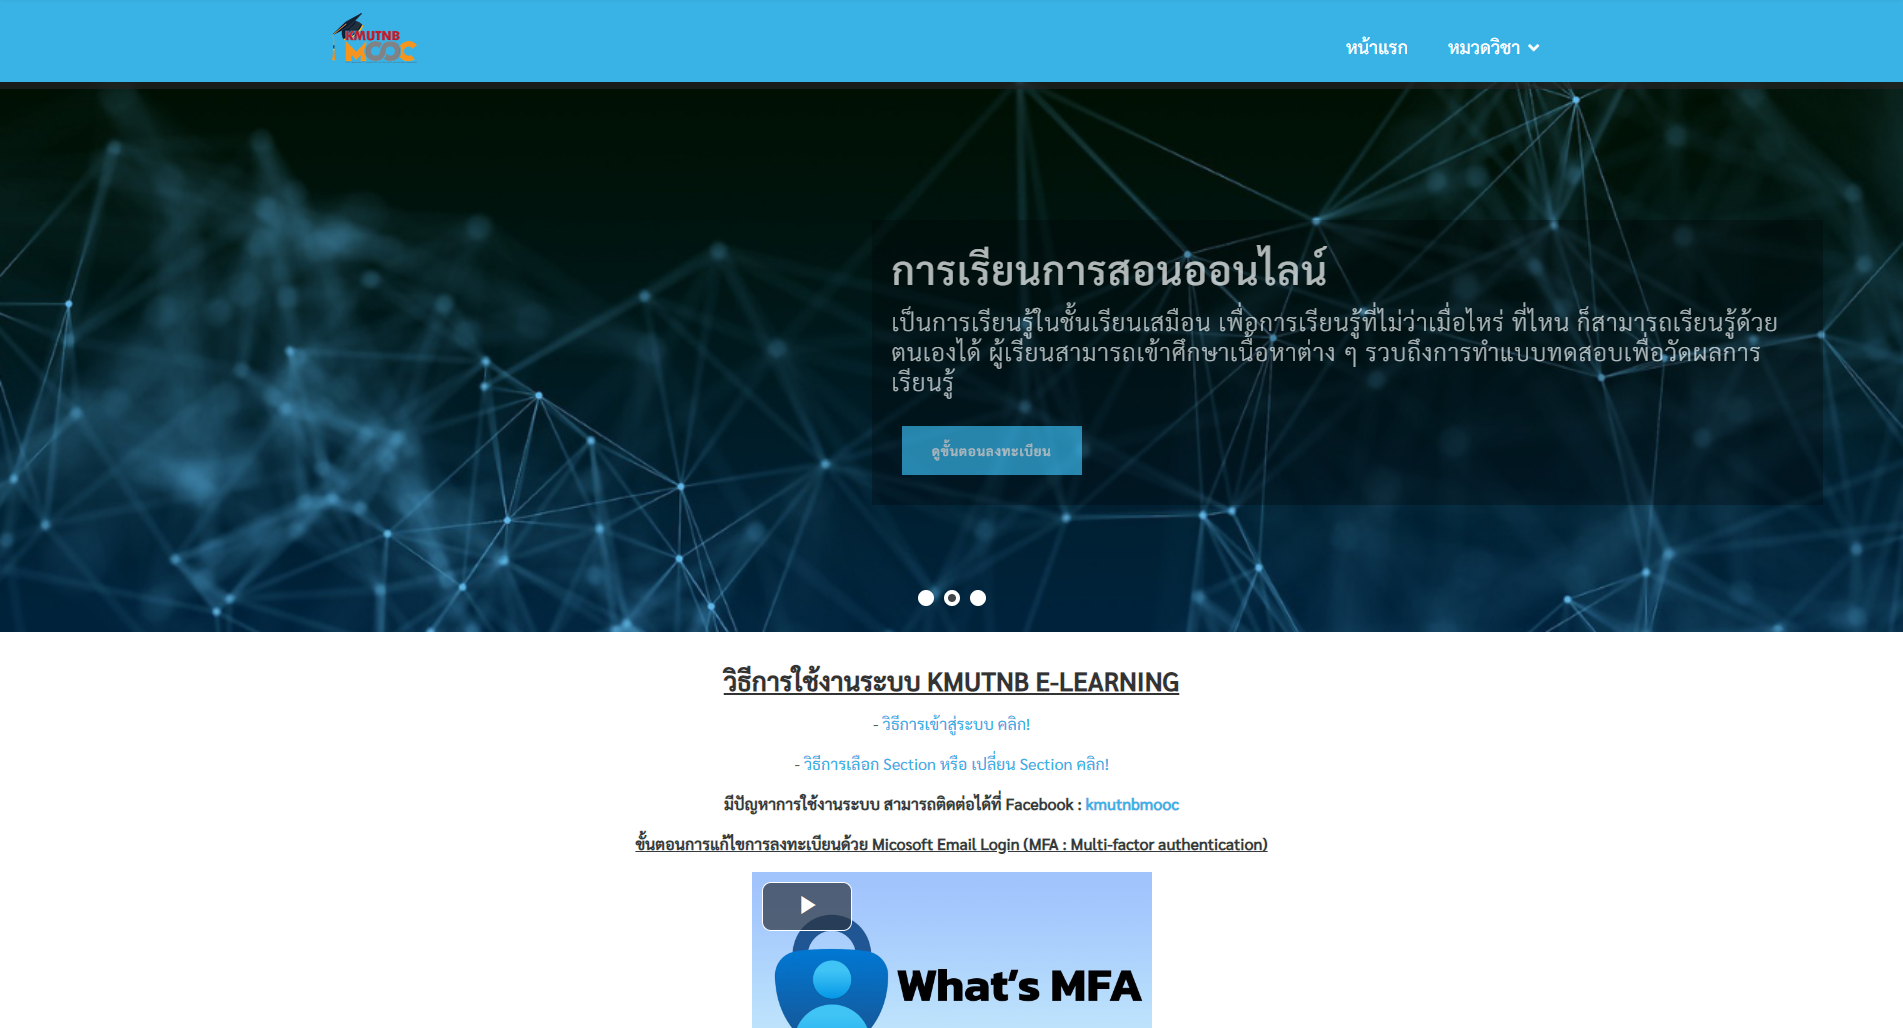 KMUTNB
MOOC
หน้าแรก
หมวดวิชา
การเรียนการสอนออนไลน์
เป็นการเรียนรู้ในชั้นเรียนเสมือน เพื่อการเรียนรู้ที่ไม่ว่าเมื่อไหร่ ที่ไหน ก็สามารถเรียนรู้ด้วย
ตนเองได้ ผู้เรียนสามารถเข้าศึกษาเนื้อหาต่าง ๆ รวบถึงการทำแบบทดสอบเพื่อวัดผลการ
เรียนรู้
ดูขั้นตอนลงทะเบียน
วิธีการใช้งานระบบ KMUTNB E-LEARNING
- วิธีการเข้าสู่ระบบ คลิก!
- วิธีการเลือก Section หรือ เปลี่ยน Section คลิก!
มีปัญหาการใช้งานระบบ สามารถติดต่อได้ที่ Facebook : kmutnbmooc
ขั้นตอนการแก้ไขการลงทะเบียนด้วย Micosoft Email Login (MFA : Multi-factor authentication)
What's MFA